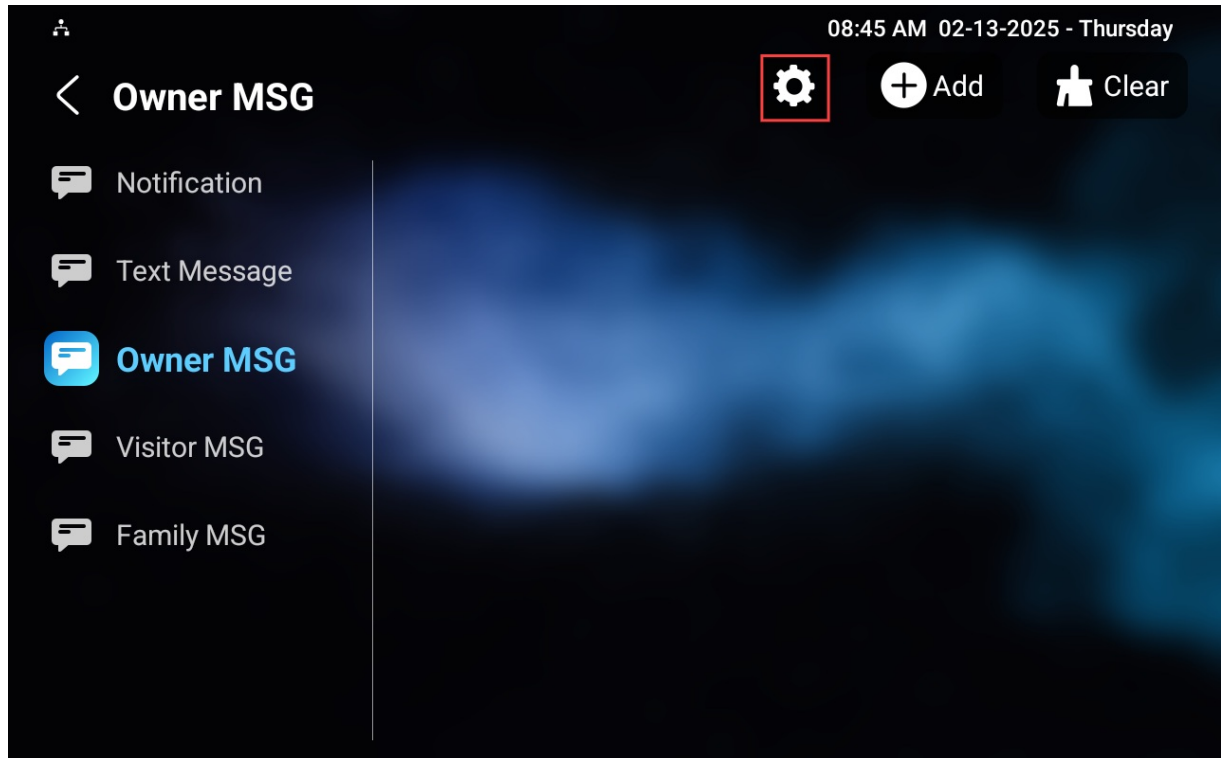 08:45 AM 02-13-2025 - Thursday
Owner MSG
Add
Clear
Notification
Text Message
Owner MSG
Visitor MSG
Family MSG